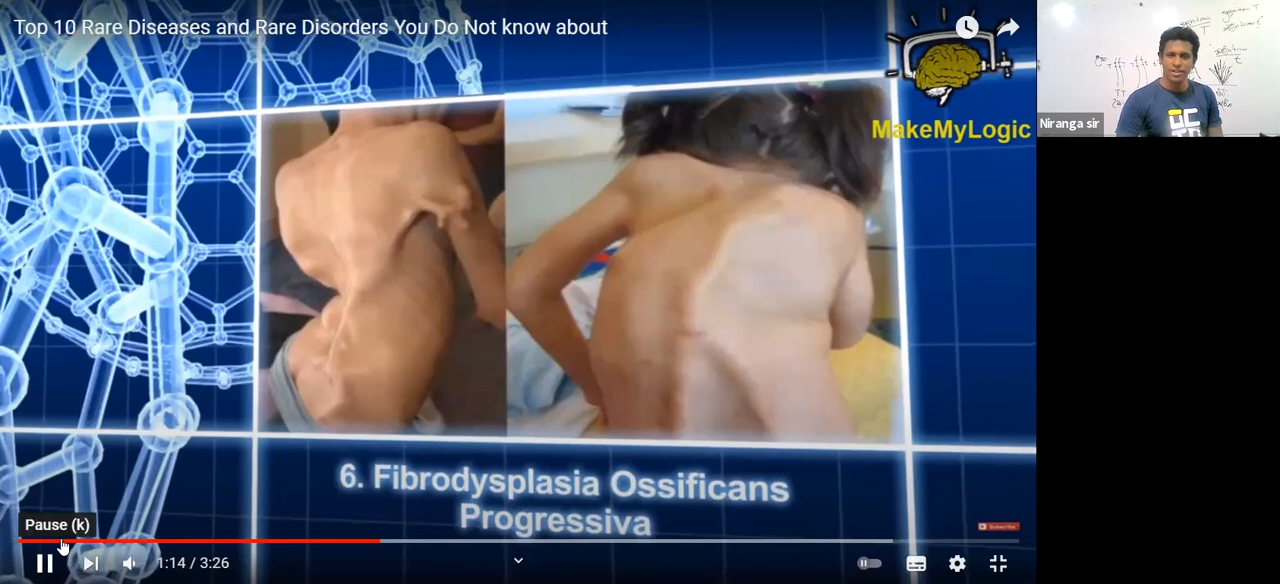 Top 10 Rare Diseases and Rare Disorders You Do Not know about
MakeMyLogic
Niranga sir
6. Fibrodysplasia Ossificans
Progressiva
Subscribe
Pause (k)
1:14 / 3:26